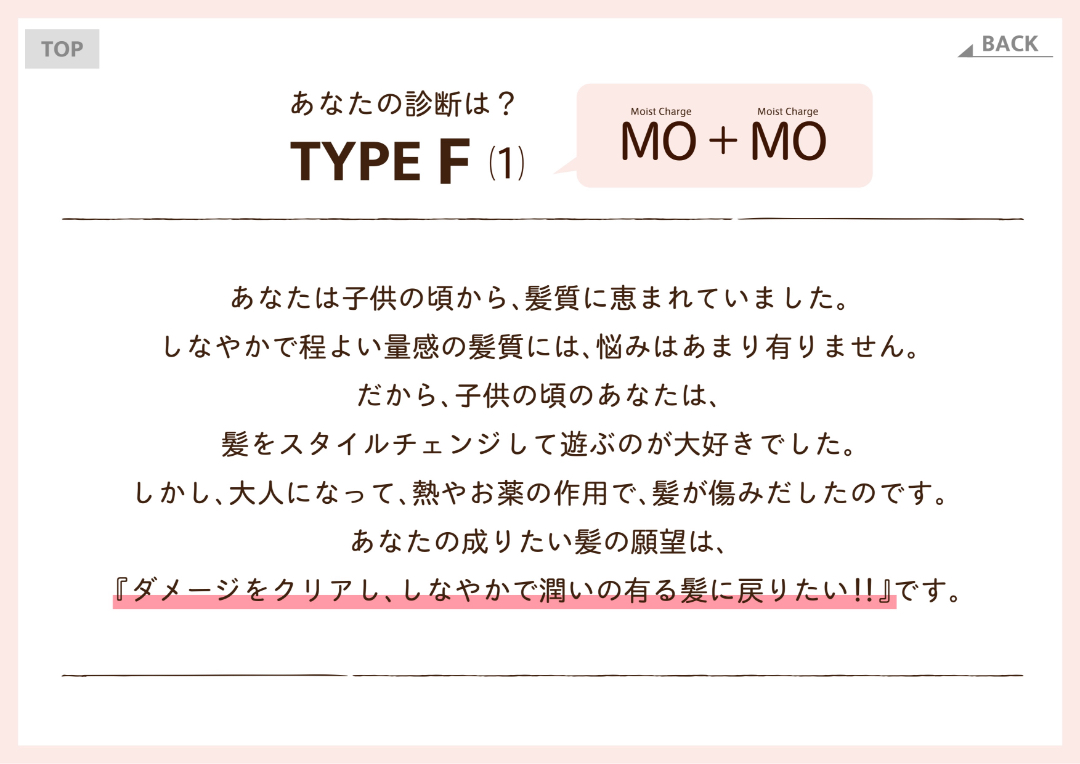 TOP
BACK
あなたの診断は？
TYPE F (1)
Moist Charge Moist Charge
MO + MO
あなたは子供の頃から、髪質に恵まれていました。
しなやかで程よい量感の髪質には、悩みはあまり有りません。
だから、子供の頃のあなたは、
髪をスタイルチェンジして遊ぶのが大好きでした。
しかし、大人になって、熱やお薬の作用で、髪が傷みだしたのです。
あなたの成りたい髪の願望は、
『ダメージをクリアし、しなやかで潤いの有る髪に戻りたい!!』です。